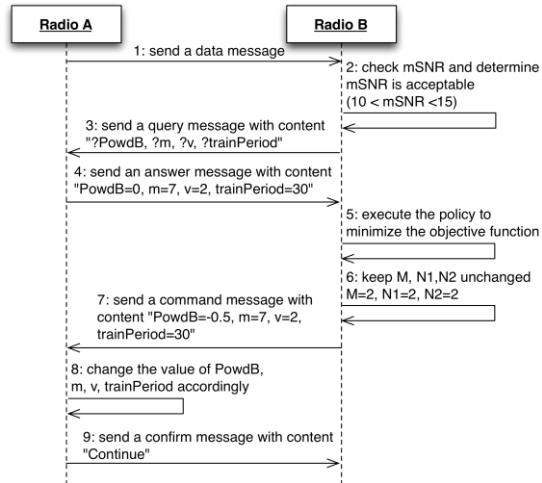 Radio A
Radio B
1: send a data message
2: check mSNR and determine
mSNR is acceptable
(10 < mSNR <15)
3: send a query message with content
"?PowdB, ?m, ?v, ?trainPeriod"
4: send an answer message with content
"PowdB=0, m=7, v=2, trainPeriod=30"
5: execute the policy to
minimize the objective function
6: keep M, N1,N2 unchanged
M=2, N1=2, N2=2
7: send a command message with
content "PowdB=-0.5, m=7, v=2,
trainPeriod=30"
8: change the value of PowdB,
m, v, trainPeriod accordingly
9: send a confirm message with content
"Continue"